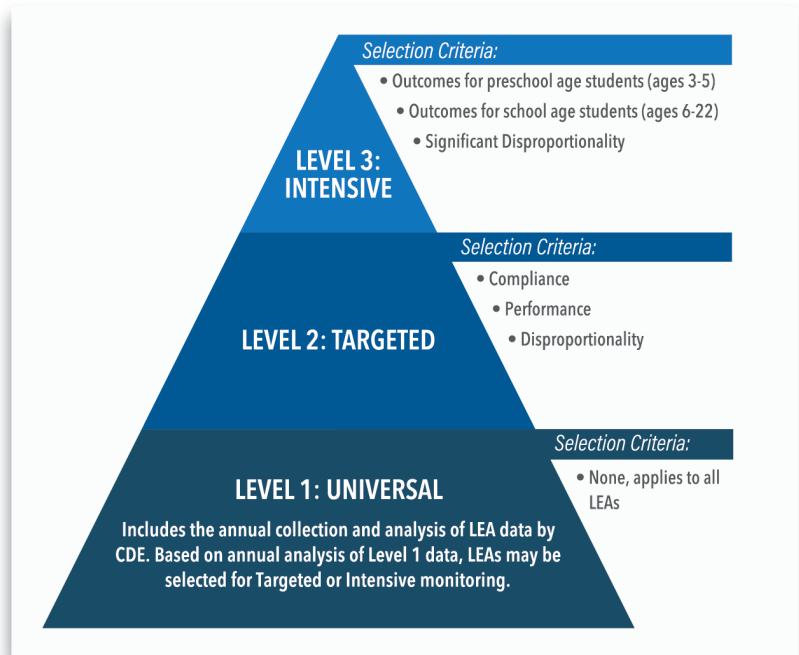 Selection Criteria:
• Outcomes for preschool age students (ages 3-5)
• Outcomes for school age students (ages 6-22)
• Significant Disproportionality
LEVEL 3:
INTENSIVE
Selection Criteria:
• Compliance
• Performance
• Disproportionality
LEVEL 2: TARGETED
Selection Criteria:
• None, applies to all
LEAs
LEVEL 1: UNIVERSAL
Includes the annual collection and analysis of LEA data by
CDE. Based on annual analysis of Level 1 data, LEAs may be
selected for Targeted or Intensive monitoring.